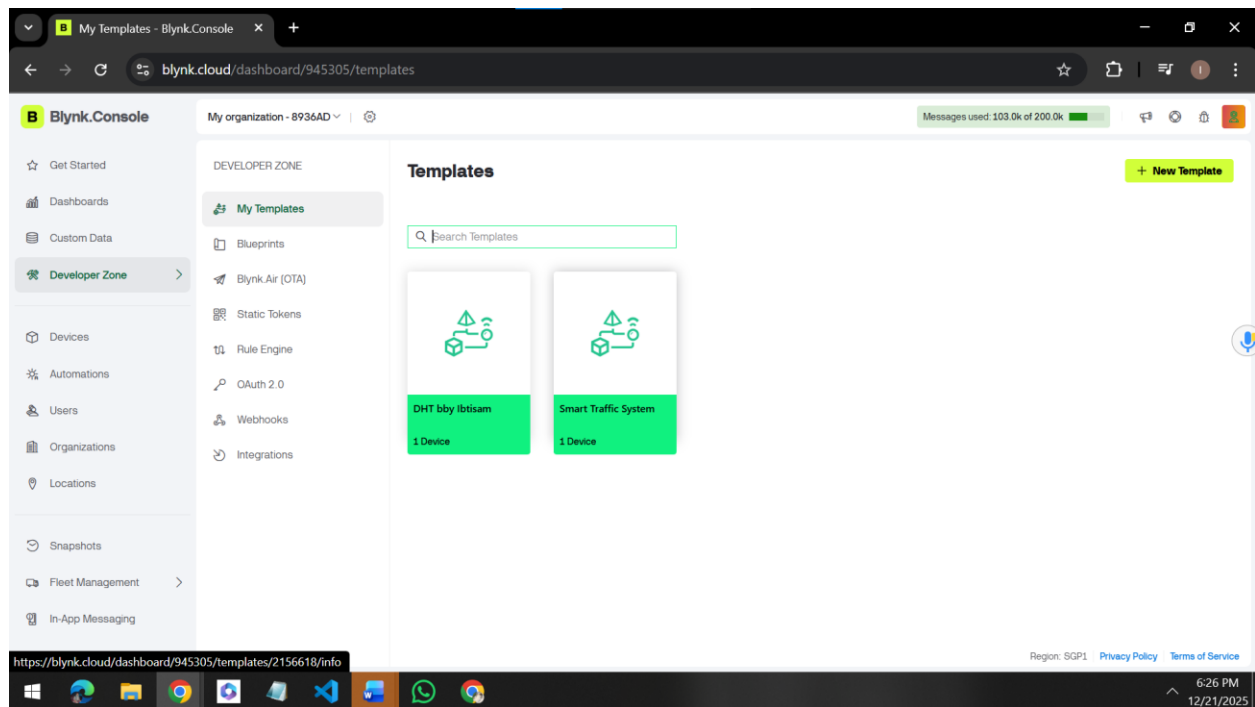 B My Templates - Blynk.Console
blynk.cloud/dashboard/945305/templates
I
B Blynk.Console
My organization - 8936AD
Messages used: 103.0k of 200.0k
Get Started
Dashboards
Custom Data
Developer Zone
Devices
Automations
Users
Organizations
Locations
Snapshots
Fleet Management
In-App Messaging
DEVELOPER ZONE
My Templates
Blueprints
Blynk.Air (OTA)
Static Tokens
Rule Engine
OAuth 2.0
Webhooks
Integrations
Templates
+ New Template
Search Templates
DHT bby Ibtisam
1 Device
Smart Traffic System
1 Device
Region: SGP1 Privacy Policy Terms of Service
https://blynk.cloud/dashboard/945305/templates/2156618/info
6:26 PM
12/21/2025